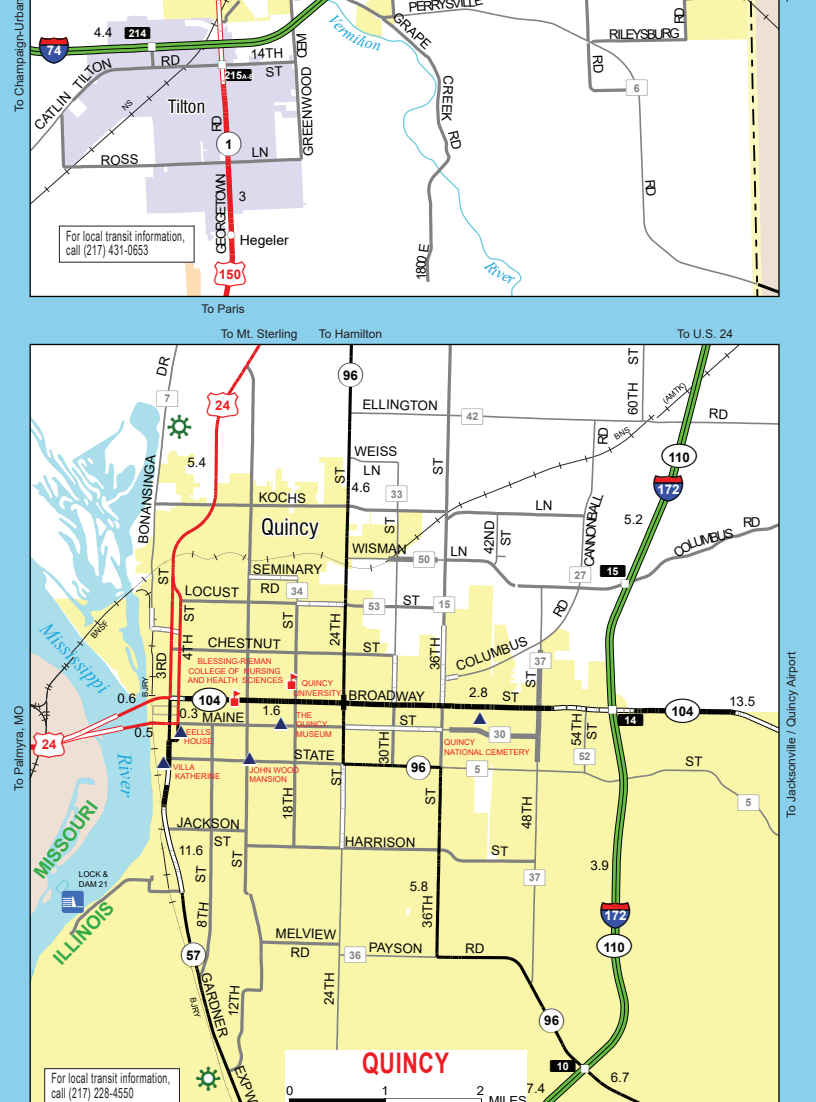 PERRYSVILLE
GRAPE
CREEK
RD
Vermilion
RD
RILEYSBURG
RD
6
RD
To Champaign-Urban
4.4
214
74
14TH
ST
RD
CATLIN
TILTON
215A-B
OEM
GREENWOOD
NS
Tilton
RD
1
ROSS
LN
GEORGETOWN
3
Hegeler
150
1800 E
River
For local transit information,
call (217) 431-0653
To Paris
To Mt. Sterling
To Hamilton
To U.S. 24
DR
7
24
96
ST
60TH
(AMTK)
BNS
ELLINGTON
42
RD
RD
110
172
5.4
BONANSINGA
WEISS
LN
ST
4.6
33
ST
ST
KOCHS
LN
Quincy
42ND
ST
CANNONBALL
5.2
COLUMBUS
RD
WISMAN
50
LN
15
27
SEMINARY
RD
34
ST
LOCUST
53
ST
15
RD
ST
BNSF
Mississippi
24TH
4TH
CHESTNUT
ST
36TH
COLUMBUS
37
3RD
BLESSING-RIEMAN
COLLEGE OF NURSING
AND HEALTH SCIENCES
QUINCY
UNIVERSITY
ST
BJRY
0.6
104
BROADWAY
2.8
ST
13.5
104
14
0.3
MAINE
1.6
THE
QUINCY
MUSEUM
ST
30
54TH
ST
24
0.5
EELLS
HOUSE
30TH
QUINCY
NATIONAL CEMETERY
To Palmyra, MO
To Jacksonville / Quincy Airport
River
STATE
52
VILLA
KATHERINE
JOHN WOOD
MANSION
96
5
ST
5
ST
ST
18TH
48TH
MISSOURI
JACKSON
ST
11.6
ST
HARRISON
ST
3.9
LOCK &
DAM 21
ST
37
5.8
36TH
172
110
ILLINOIS
8TH
MELVIEW
RD
36
PAYSON
RD
57
GARDNER
BJRY
12TH
24TH
96
EXPW
QUINCY
10
6.7
7.4
0
1
2
MILES
For local transit information,
call (217) 228-4550